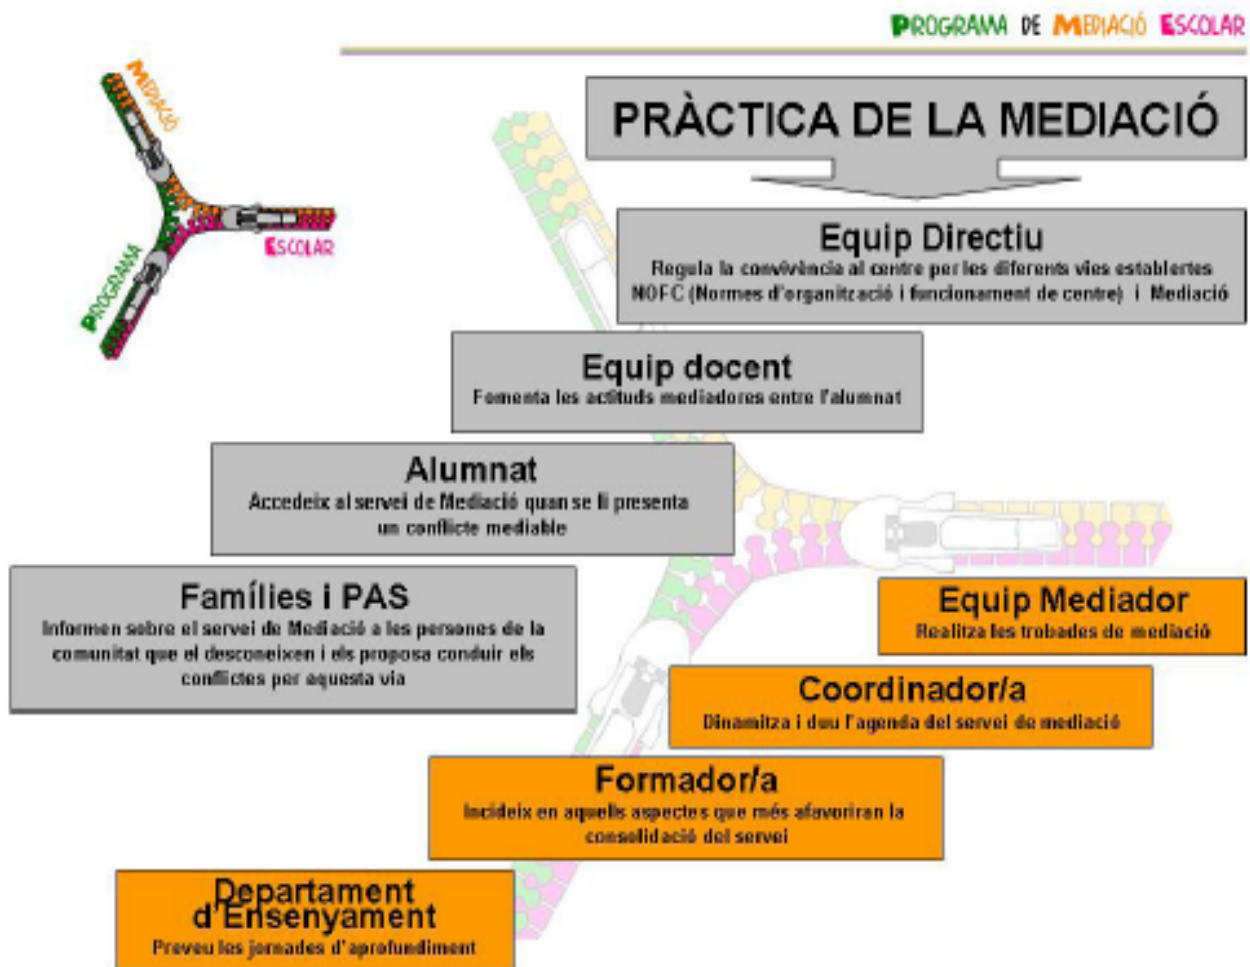 PROGRAMA DE MEDIACIÓ ESCOLAR
MEDIACIÓ
ESCOLAR
PROGRAMA
PRÀCTICA DE LA MEDIACIÓ
Equip Directiu
Regula la convivència al centre per les diferents vies establertes
NOFC (Normes d'organització i funcionament de centre) i Mediació
Equip docent
Fomenta les actituds mediadores entre l'alumnat
Alumnat
Accedeix al servei de Mediació quan se li presenta
un conflicte mediable
Famílies i PAS
Informen sobre el servei de Mediació a les persones de la
comunitat que el desconeixen i els proposa conduir els
conflictes per aquesta via
Equip Mediador
Realitza les trobades de mediació
Coordinador/a
Dinamitza i duu l'agenda del servei de mediació
Formador/a
Incideix en aquells aspectes que més afavoriran la
consolidació del servei
Departament
d'Ensenyament
Preveu les jornades d'aprofundiment